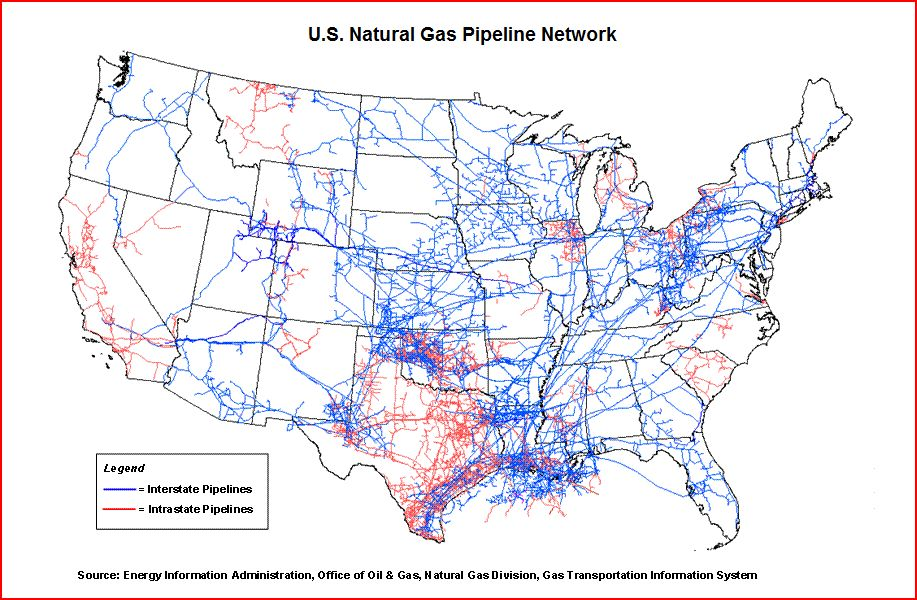 U.S. Natural Gas Pipeline Network
Legend
= Interstate Pipelines
= Intrastate Pipelines
Source: Energy Information Administration, Office of Oil & Gas, Natural Gas Division, Gas Transportation Information System